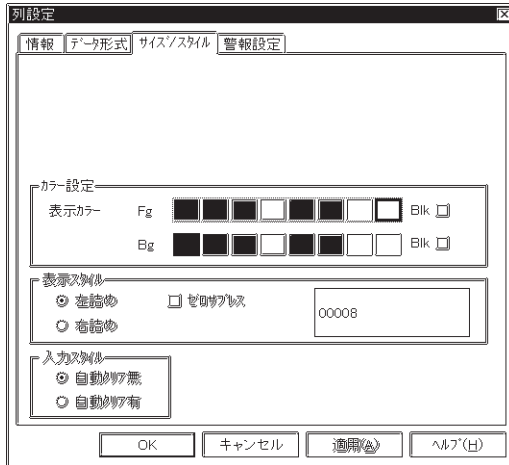 列設定
情報 データ形式 サイズ/スタイル 警報設定
カラー設定
表示カラー Fg Blk
Bg Blk
表示スタイル
左詰め ゼロサプレス
00008
右詰め
入力スタイル
自動クリア無
自動クリア有
OK キャンセル 適用(A) ヘルプ(H)